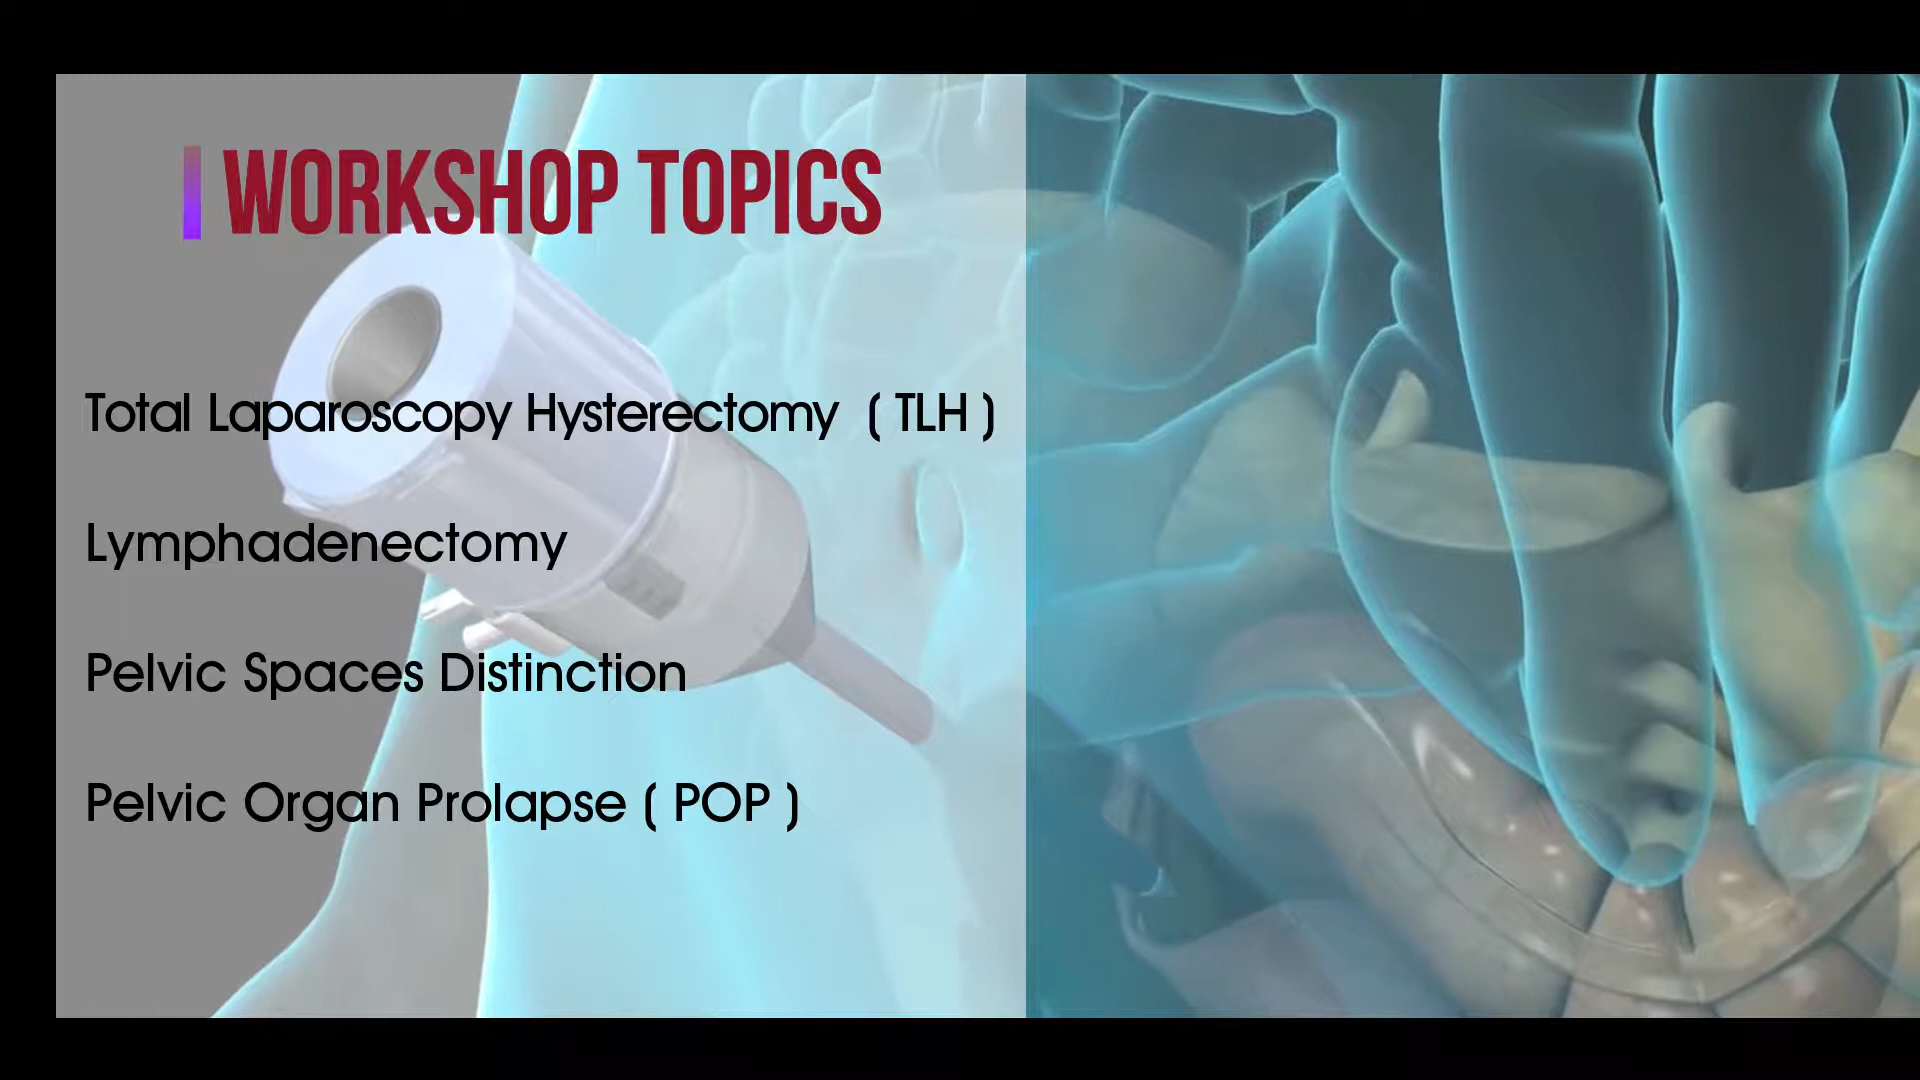 WORKSHOP TOPICS
Total Laparoscopy Hysterectomy ( TLH )
Lymphadenectomy
Pelvic Spaces Distinction
Pelvic Organ Prolapse ( POP )